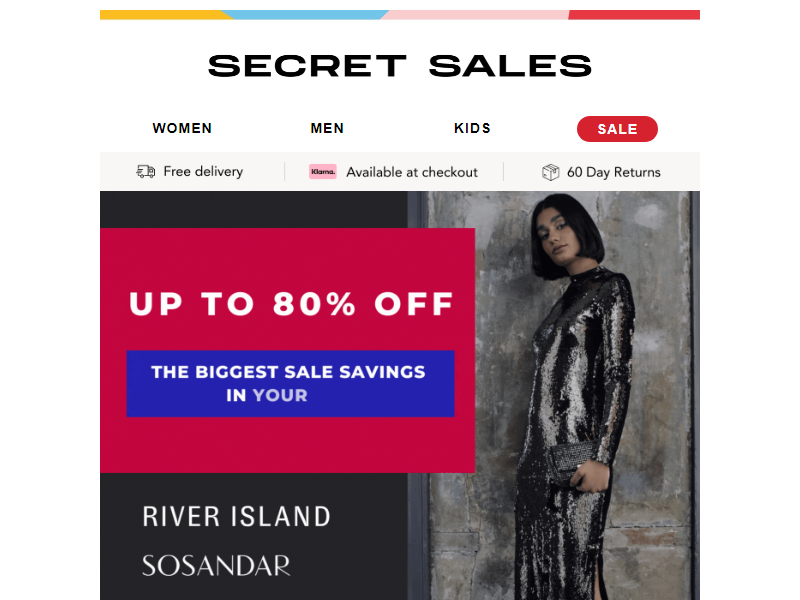 SECRET SALES
WOMEN MEN KIDS SALE
Free delivery Klarna. Available at checkout 60 Day Returns
UP TO 80% OFF
THE BIGGEST SALE SAVINGS
IN YOUR
RIVER ISLAND
SOSANDAR